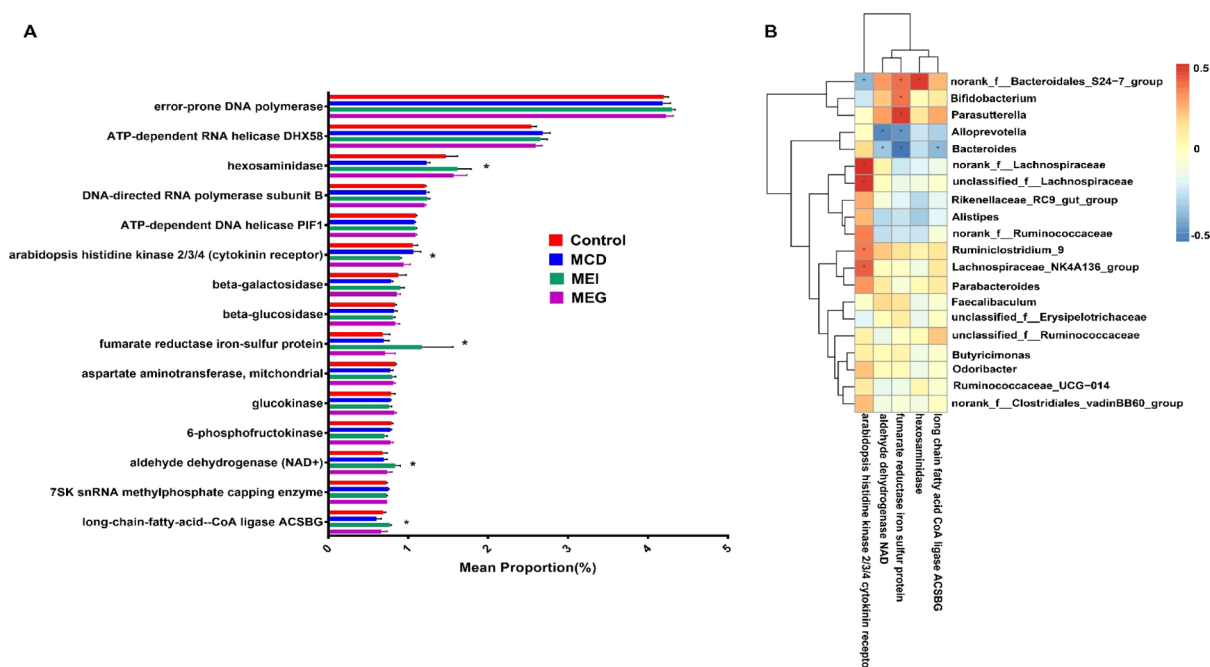 A
error-prone DNA polymerase
ATP-dependent RNA helicase DHX58
hexosaminidase
*
DNA-directed RNA polymerase subunit B
ATP-dependent DNA helicase PIF1
arabidopsis histidine kinase 2/3/4 (cytokinin receptor)
*
beta-galactosidase
beta-glucosidase
fumarate reductase iron-sulfur protein
*
aspartate aminotransferase, mitchondrial
glucokinase
6-phosphofructokinase
aldehyde dehydrogenase (NAD+)
*
7SK snRNA methylphosphate capping enzyme
long-chain-fatty-acid--CoA ligase ACSBG
*
0 1 2 3 4 5
Mean Proportion(%)
Control
MCD
MEI
MEG
B
norank_f__Bacteroidales_S24-7_group
Bifidobacterium
Parasutterella
Alloprevotella
Bacteroides
norank_f__Lachnospiraceae
unclassified_f__Lachnospiraceae
Rikenellaceae_RC9_gut_group
Alistipes
norank_f__Ruminococcaceae
Ruminiclostridium_9
Lachnospiraceae_NK4A136_group
Parabacteroides
Faecalibaculum
unclassified_f__Erysipelotrichaceae
unclassified_f__Ruminococcaceae
Butyricimonas
Odoribacter
Ruminococcaceae_UCG-014
norank_f__Clostridiales_vadinBB60_group
* * *
*
*
* *
* * *
*
*
*
*
arabidopsis histidine kinase 2/3/4 cytokinin recepto
aldehyde dehydrogenase NAD
fumarate reductase iron sulfur protein
hexosaminidase
long chain fatty acid CoA ligase ACSBG
0.5
0
-0.5